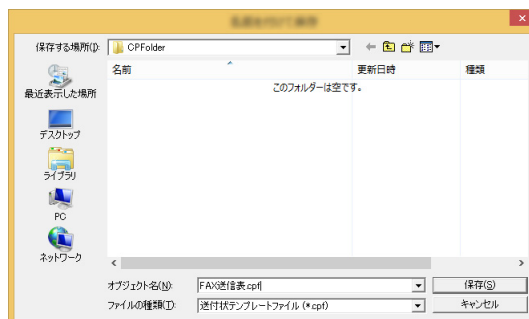 保存する場所(I):
CPFolder
名前
更新日時
種類
このフォルダーは空です。
最近表示した場所
デスクトップ
ライブラリ
PC
ネットワーク
オブジェクト名(N):
FAX送信表.cpf
保存(S)
ファイルの種類(T):
送付状テンプレートファイル (*.cpf)
キャンセル